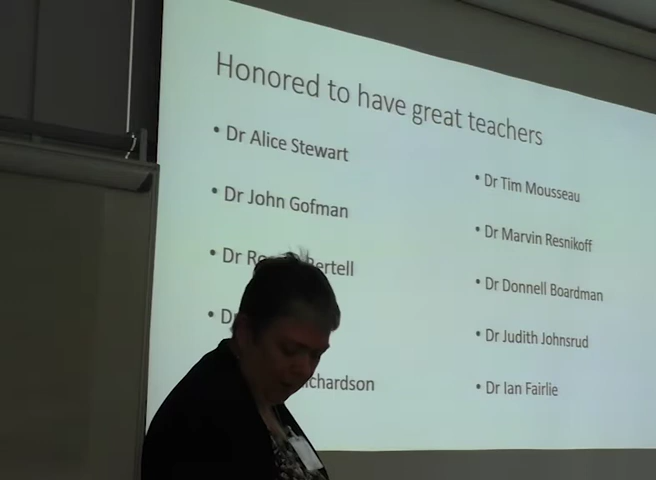 Honored to have great teachers
• Dr Alice Stewart
• Dr John Gofman
• Dr
•
• Dr Tim Mousseau
• Dr Marvin Resnikoff
• Dr Donnell Boardman
• Dr Judith Johnsrud
• Dr Ian Fairlie